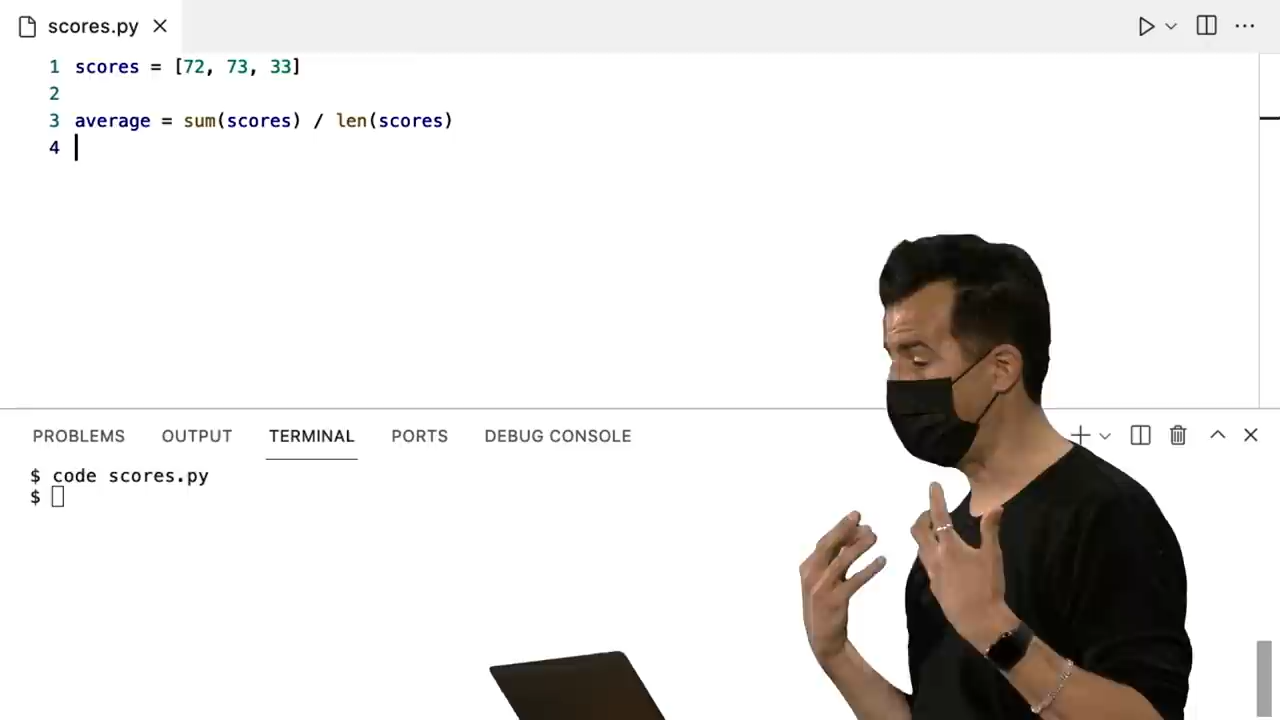 scores.py
1 scores = [72, 73, 33]
2
3 average = sum(scores) / len(scores)
4
PROBLEMS OUTPUT TERMINAL PORTS DEBUG CONSOLE
$ code scores.py
$